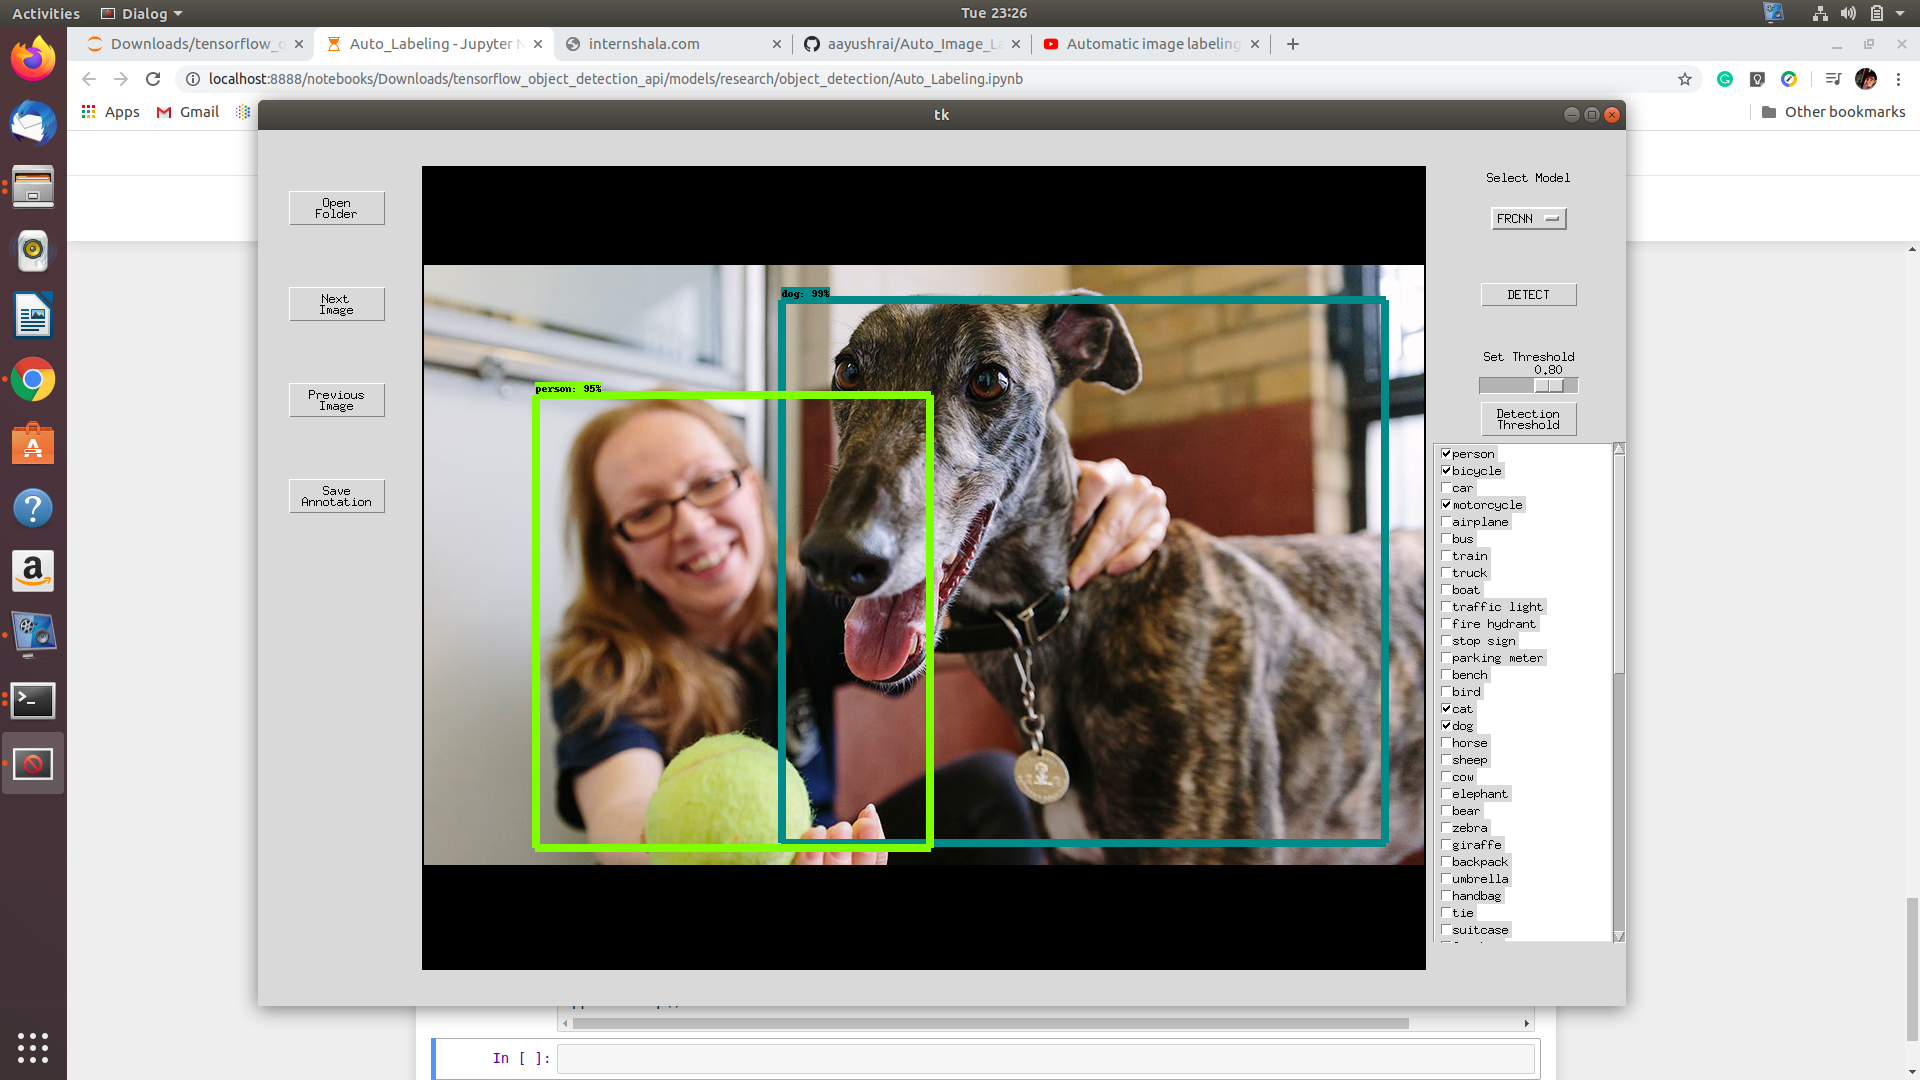 Activities
Dialog
Tue 23:26
Downloads/tensorflow_o
Auto_Labeling - Jupyter N
internshala.com
aayushrai/Auto_Image_La
Automatic image labeling
localhost:8888/notebooks/Downloads/tensorflow_object_detection_api/models/research/object_detection/Auto_Labeling.ipynb
Apps
Gmail
Other bookmarks
tk
Open
Folder
Next
Image
Previous
Image
Save
Annotation
dog: 99%
person: 95%
Select Model
FRCNN
DETECT
Set Threshold
0.80
Detection
Threshold
person
bicycle
car
motorcycle
airplane
bus
train
truck
boat
traffic light
fire hydrant
stop sign
parking meter
bench
bird
cat
dog
horse
sheep
cow
elephant
bear
zebra
giraffe
backpack
umbrella
handbag
tie
suitcase
In [ ]: